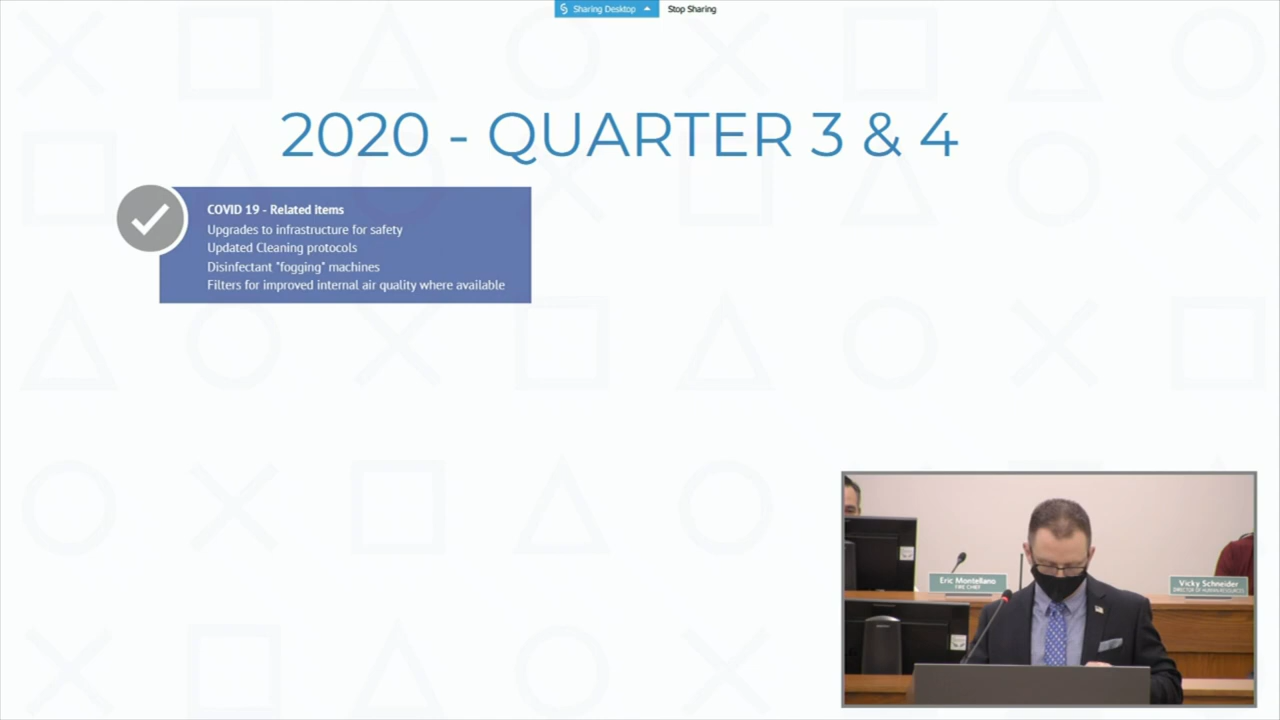 Sharing Desktop
Stop Sharing
2020 - QUARTER 3 & 4
COVID 19 - Related items
Upgrades to infrastructure for safety
Updated Cleaning protocols
Disinfectant "fogging" machines
Filters for improved internal air quality where available
Eric Montellano
FIRE CHIEF
Vicky Schneider
DIRECTOR OF HUMAN RESOURCES